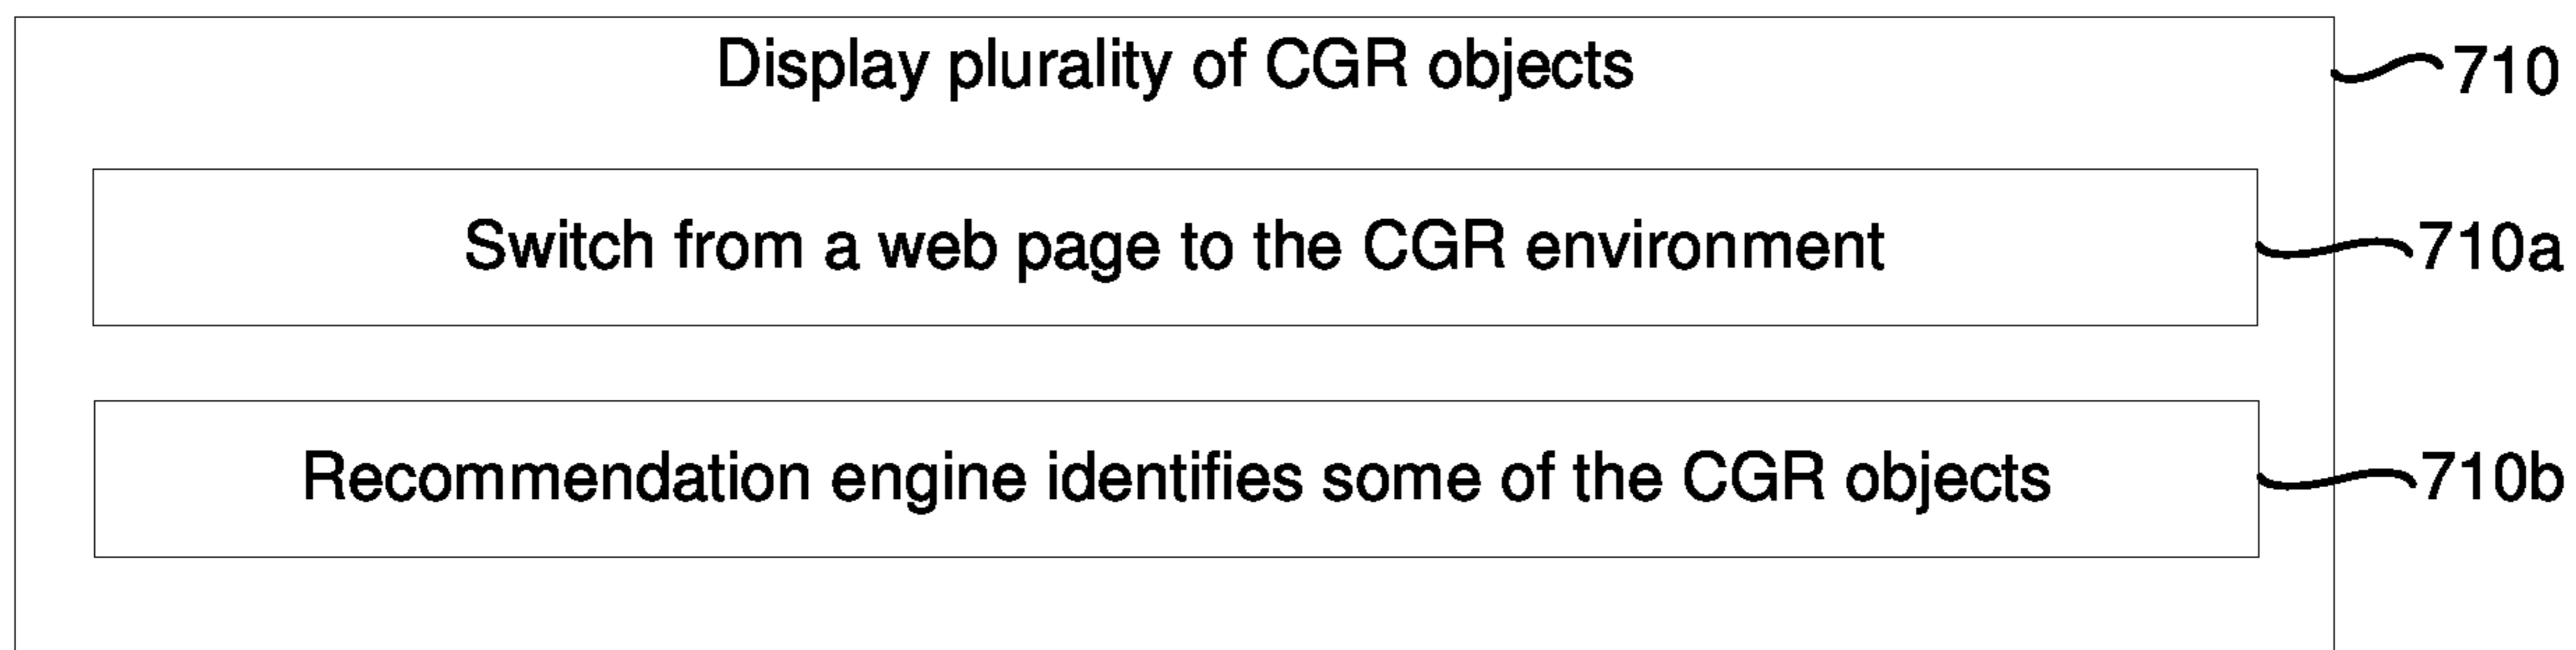 Display plurality of CGR objects 710
Switch from a web page to the CGR environment 710a
Recommendation engine identifies some of the CGR objects 710b